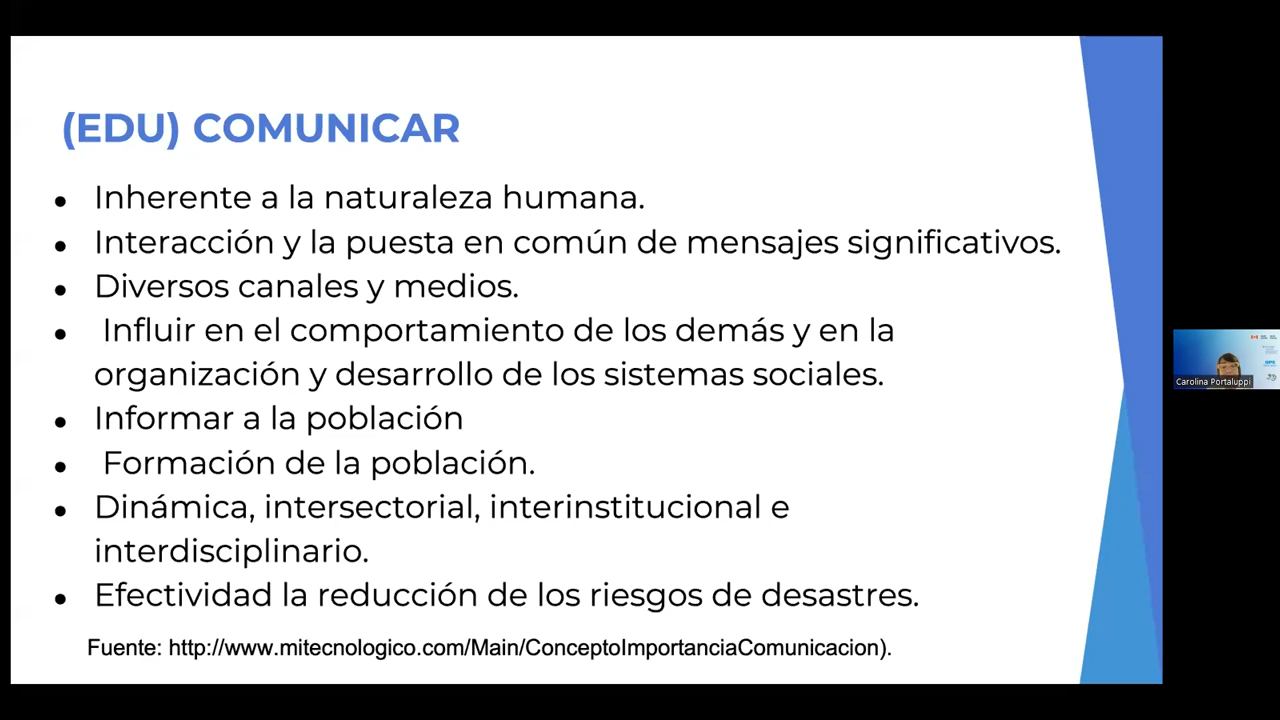 (EDU) COMUNICAR
● Inherente a la naturaleza humana.
● Interacción y la puesta en común de mensajes significativos.
● Diversos canales y medios.
● Influir en el comportamiento de los demás y en la
organización y desarrollo de los sistemas sociales.
● Informar a la población
● Formación de la población.
● Dinámica, intersectorial, interinstitucional e
interdisciplinario.
● Efectividad la reducción de los riesgos de desastres.
Fuente: http://www.mitecnologico.com/Main/ConceptoImportanciaComunicacion).
Carolina Portaluppi